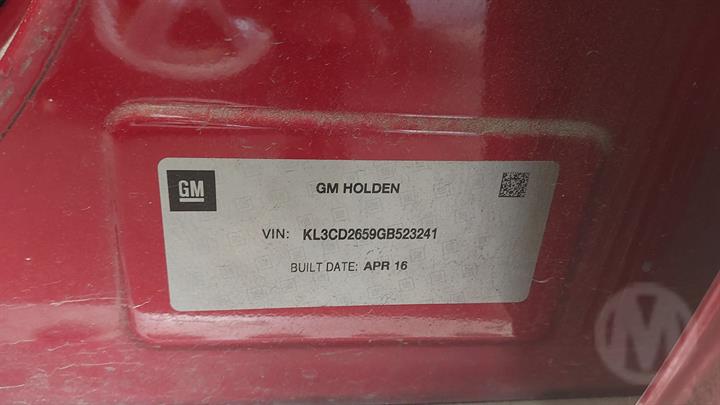 GM
GM HOLDEN
VIN: KL3CD2659GB523241
BUILT DATE: APR 16
M